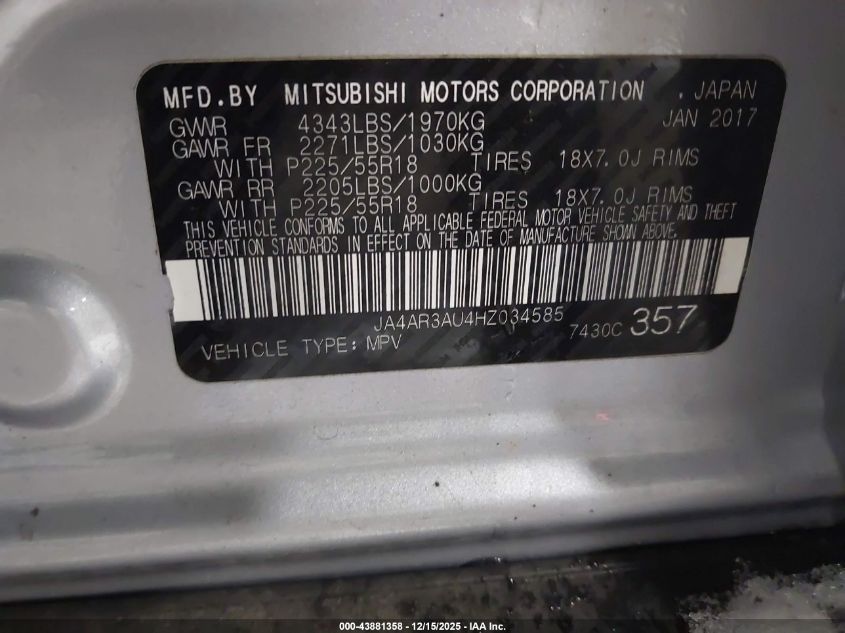 MFD.BY MITSUBISHI MOTORS CORPORATION . JAPAN
GVWR 4343LBS/1970KG JAN 2017
GAWR FR 2271LBS/1030KG
WITH P225/55R18 TIRES 18X7.0J RIMS
GAWR RR 2205LBS/1000KG
WITH P225/55R18 TIRES 18X7.0J RIMS
THIS VEHICLE CONFORMS TO ALL APPLICABLE FEDERAL MOTOR VEHICLE SAFETY AND THEFT
PREVENTION STANDARDS IN EFFECT ON THE DATE OF MANUFACTURE SHOWN ABOVE.
JA4AR3AU4HZ034585
VEHICLE TYPE: MPV 7430C 357
000-43881358 - 12/15/2025 - IAA Inc.